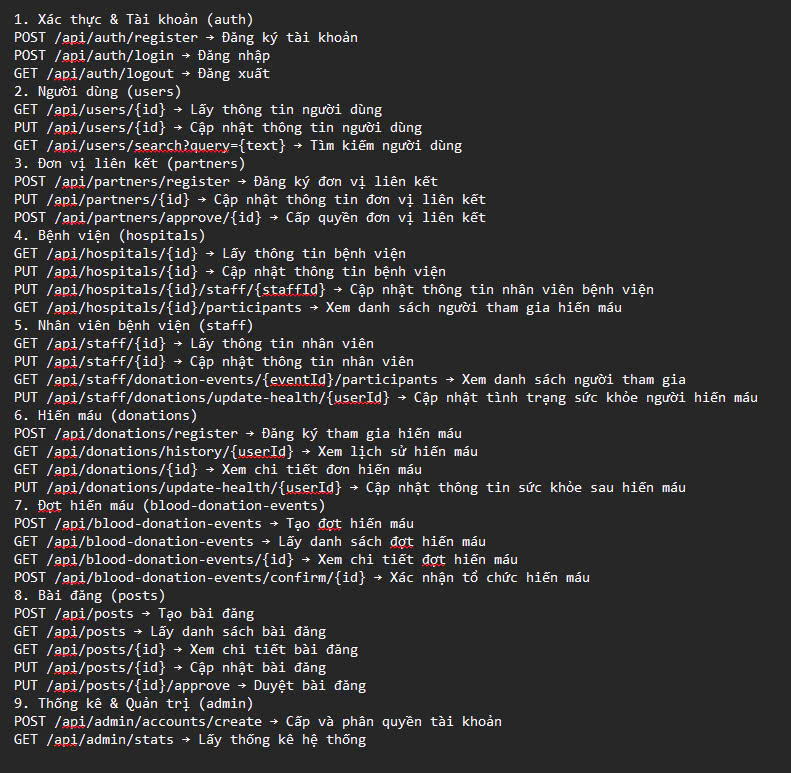 1. Xác thực & Tài khoản (auth)
POST /api/auth/register → Đăng ký tài khoản
POST /api/auth/login → Đăng nhập
GET /api/auth/logout → Đăng xuất
2. Người dùng (users)
GET /api/users/{id} → Lấy thông tin người dùng
PUT /api/users/{id} → Cập nhật thông tin người dùng
GET /api/users/search?query={text} → Tìm kiếm người dùng
3. Đơn vị liên kết (partners)
POST /api/partners/register → Đăng ký đơn vị liên kết
PUT /api/partners/{id} → Cập nhật thông tin đơn vị liên kết
POST /api/partners/approve/{id} → Cấp quyền đơn vị liên kết
4. Bệnh viện (hospitals)
GET /api/hospitals/{id} → Lấy thông tin bệnh viện
PUT /api/hospitals/{id} → Cập nhật thông tin bệnh viện
PUT /api/hospitals/{id}/staff/{staffId} → Cập nhật thông tin nhân viên bệnh viện
GET /api/hospitals/{id}/participants → Xem danh sách người tham gia hiến máu
5. Nhân viên bệnh viện (staff)
GET /api/staff/{id} → Lấy thông tin nhân viên
PUT /api/staff/{id} → Cập nhật thông tin nhân viên
GET /api/staff/donation-events/{eventId}/participants → Xem danh sách người tham gia
PUT /api/staff/donations/update-health/{userId} → Cập nhật tình trạng sức khỏe người hiến máu
6. Hiến máu (donations)
POST /api/donations/register → Đăng ký tham gia hiến máu
GET /api/donations/history/{userId} → Xem lịch sử hiến máu
GET /api/donations/{id} → Xem chi tiết đơn hiến máu
PUT /api/donations/update-health/{userId} → Cập nhật thông tin sức khỏe sau hiến máu
7. Đợt hiến máu (blood-donation-events)
POST /api/blood-donation-events → Tạo đợt hiến máu
GET /api/blood-donation-events → Lấy danh sách đợt hiến máu
GET /api/blood-donation-events/{id} → Xem chi tiết đợt hiến máu
POST /api/blood-donation-events/confirm/{id} → Xác nhận tổ chức hiến máu
8. Bài đăng (posts)
POST /api/posts → Tạo bài đăng
GET /api/posts → Lấy danh sách bài đăng
GET /api/posts/{id} → Xem chi tiết bài đăng
PUT /api/posts/{id} → Cập nhật bài đăng
PUT /api/posts/{id}/approve → Duyệt bài đăng
9. Thống kê & Quản trị (admin)
POST /api/admin/accounts/create → Cấp và phân quyền tài khoản
GET /api/admin/stats → Lấy thống kê hệ thống